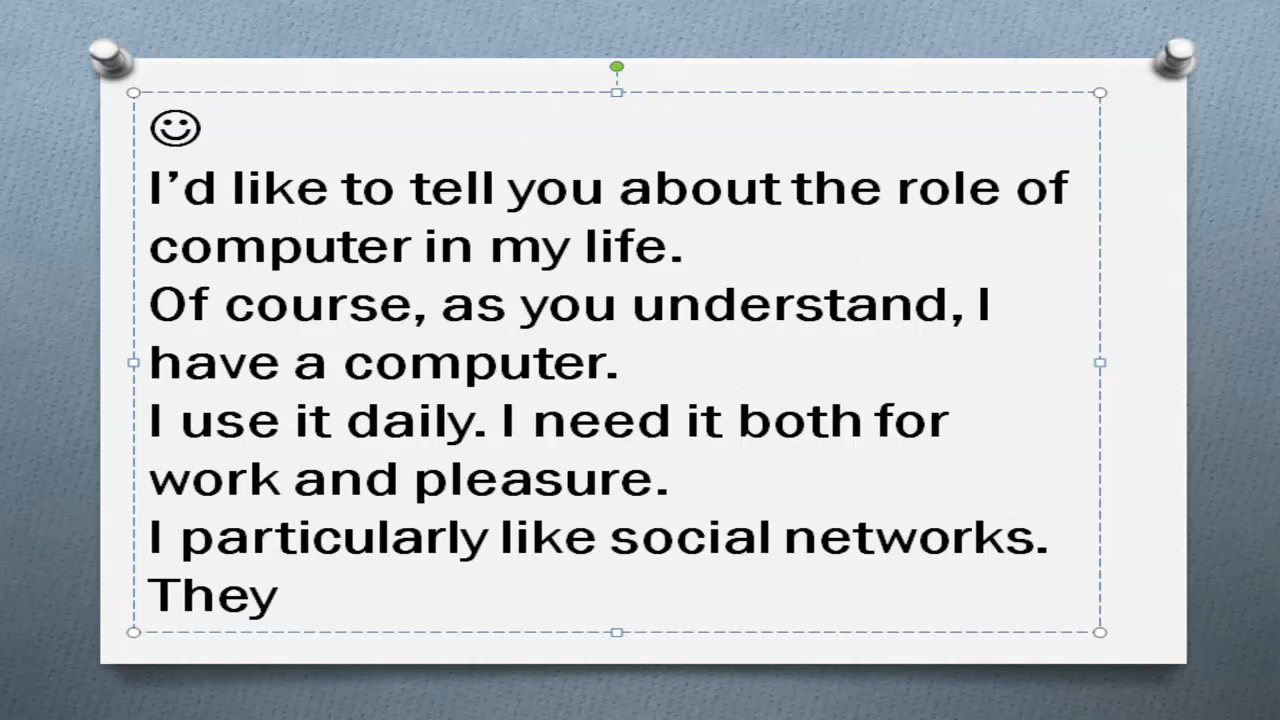 ☺
I’d like to tell you about the role of
computer in my life.
Of course, as you understand, I
have a computer.
I use it daily. I need it both for
work and pleasure.
I particularly like social networks.
They